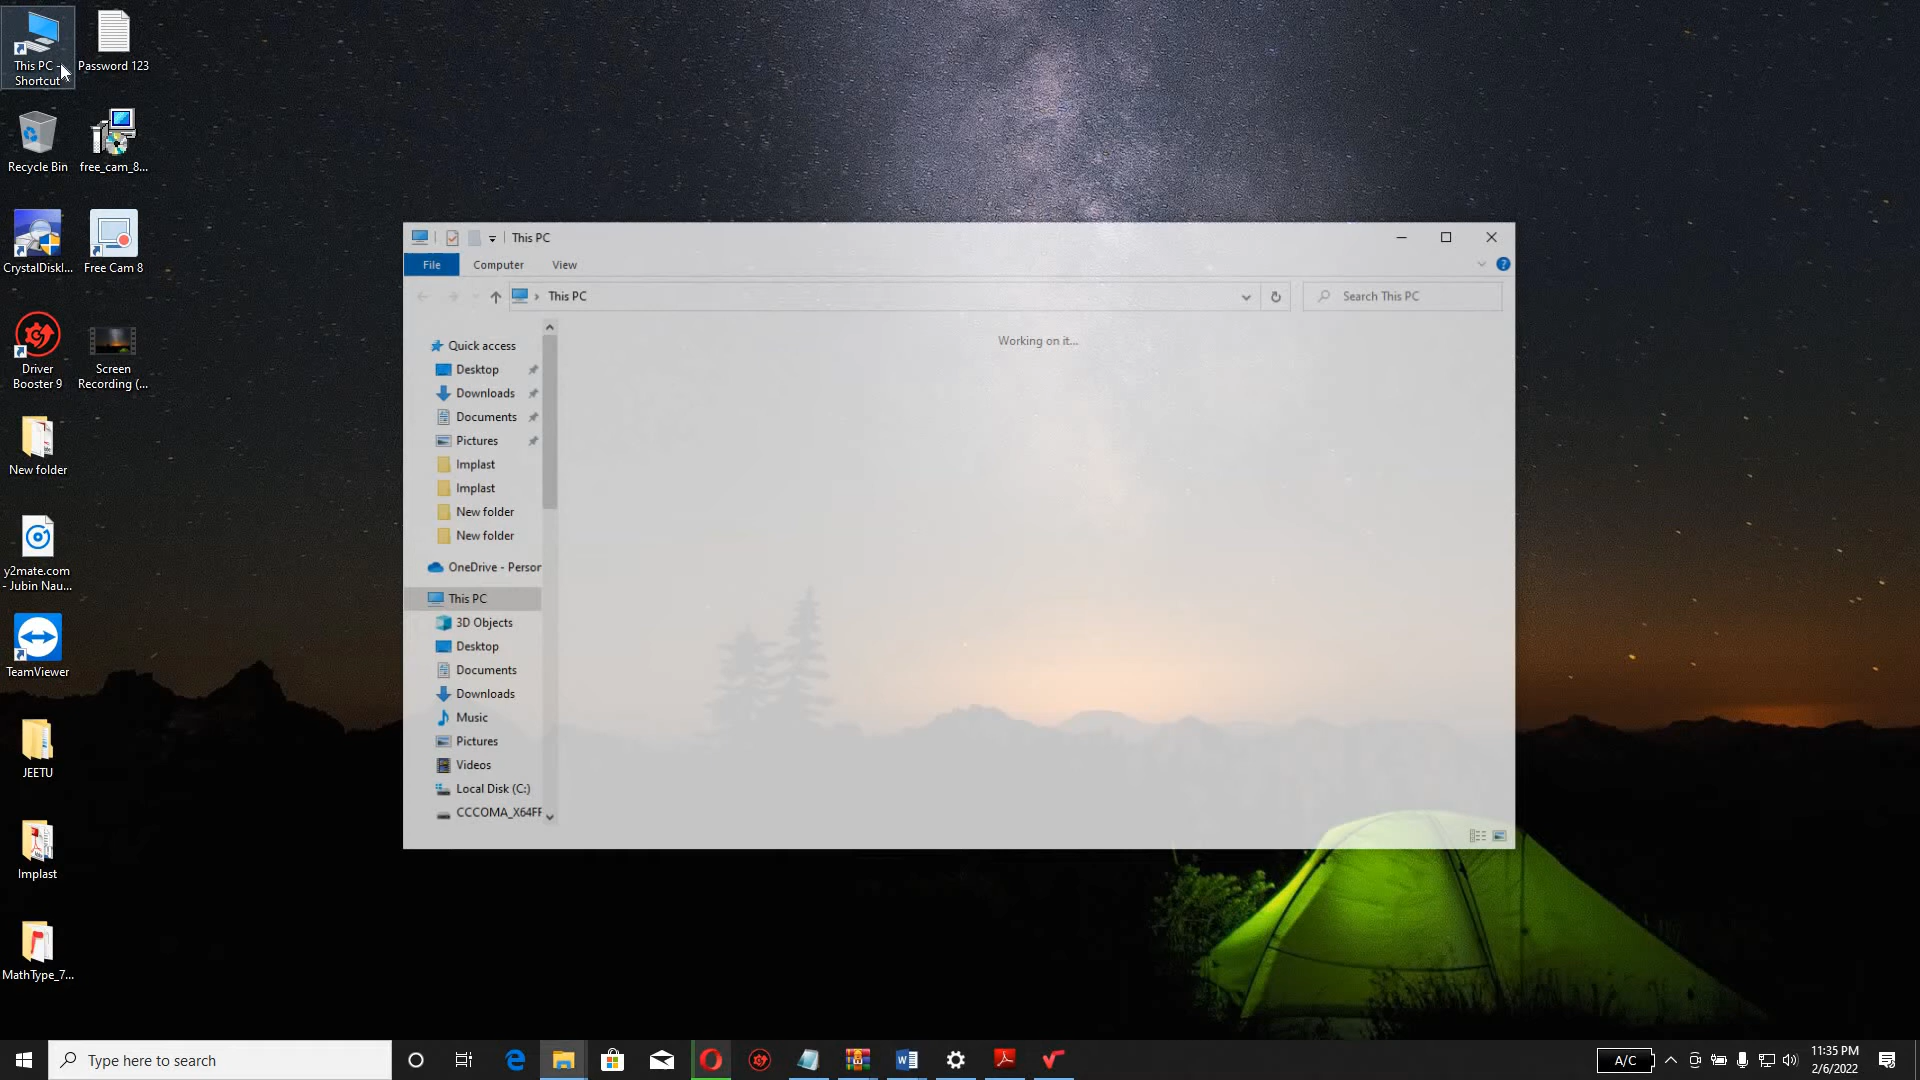 This PC -
Shortcut
Password 123
Recycle Bin
free_cam_8...
CrystalDiskI...
Free Cam 8
Driver
Booster 9
Screen
Recording (...
New folder
y2mate.com
- Jubin Nau...
TeamViewer
JEETU
Implast
MathType_7...
This PC
File
Computer
View
This PC
Search This PC
Working on it...
Quick access
Desktop
Downloads
Documents
Pictures
Implast
Implast
New folder
New folder
OneDrive - Person
This PC
3D Objects
Desktop
Documents
Downloads
Music
Pictures
Videos
Local Disk (C:)
CCCOMA_X64FR
Type here to search
A/C
11:35 PM
2/6/2022